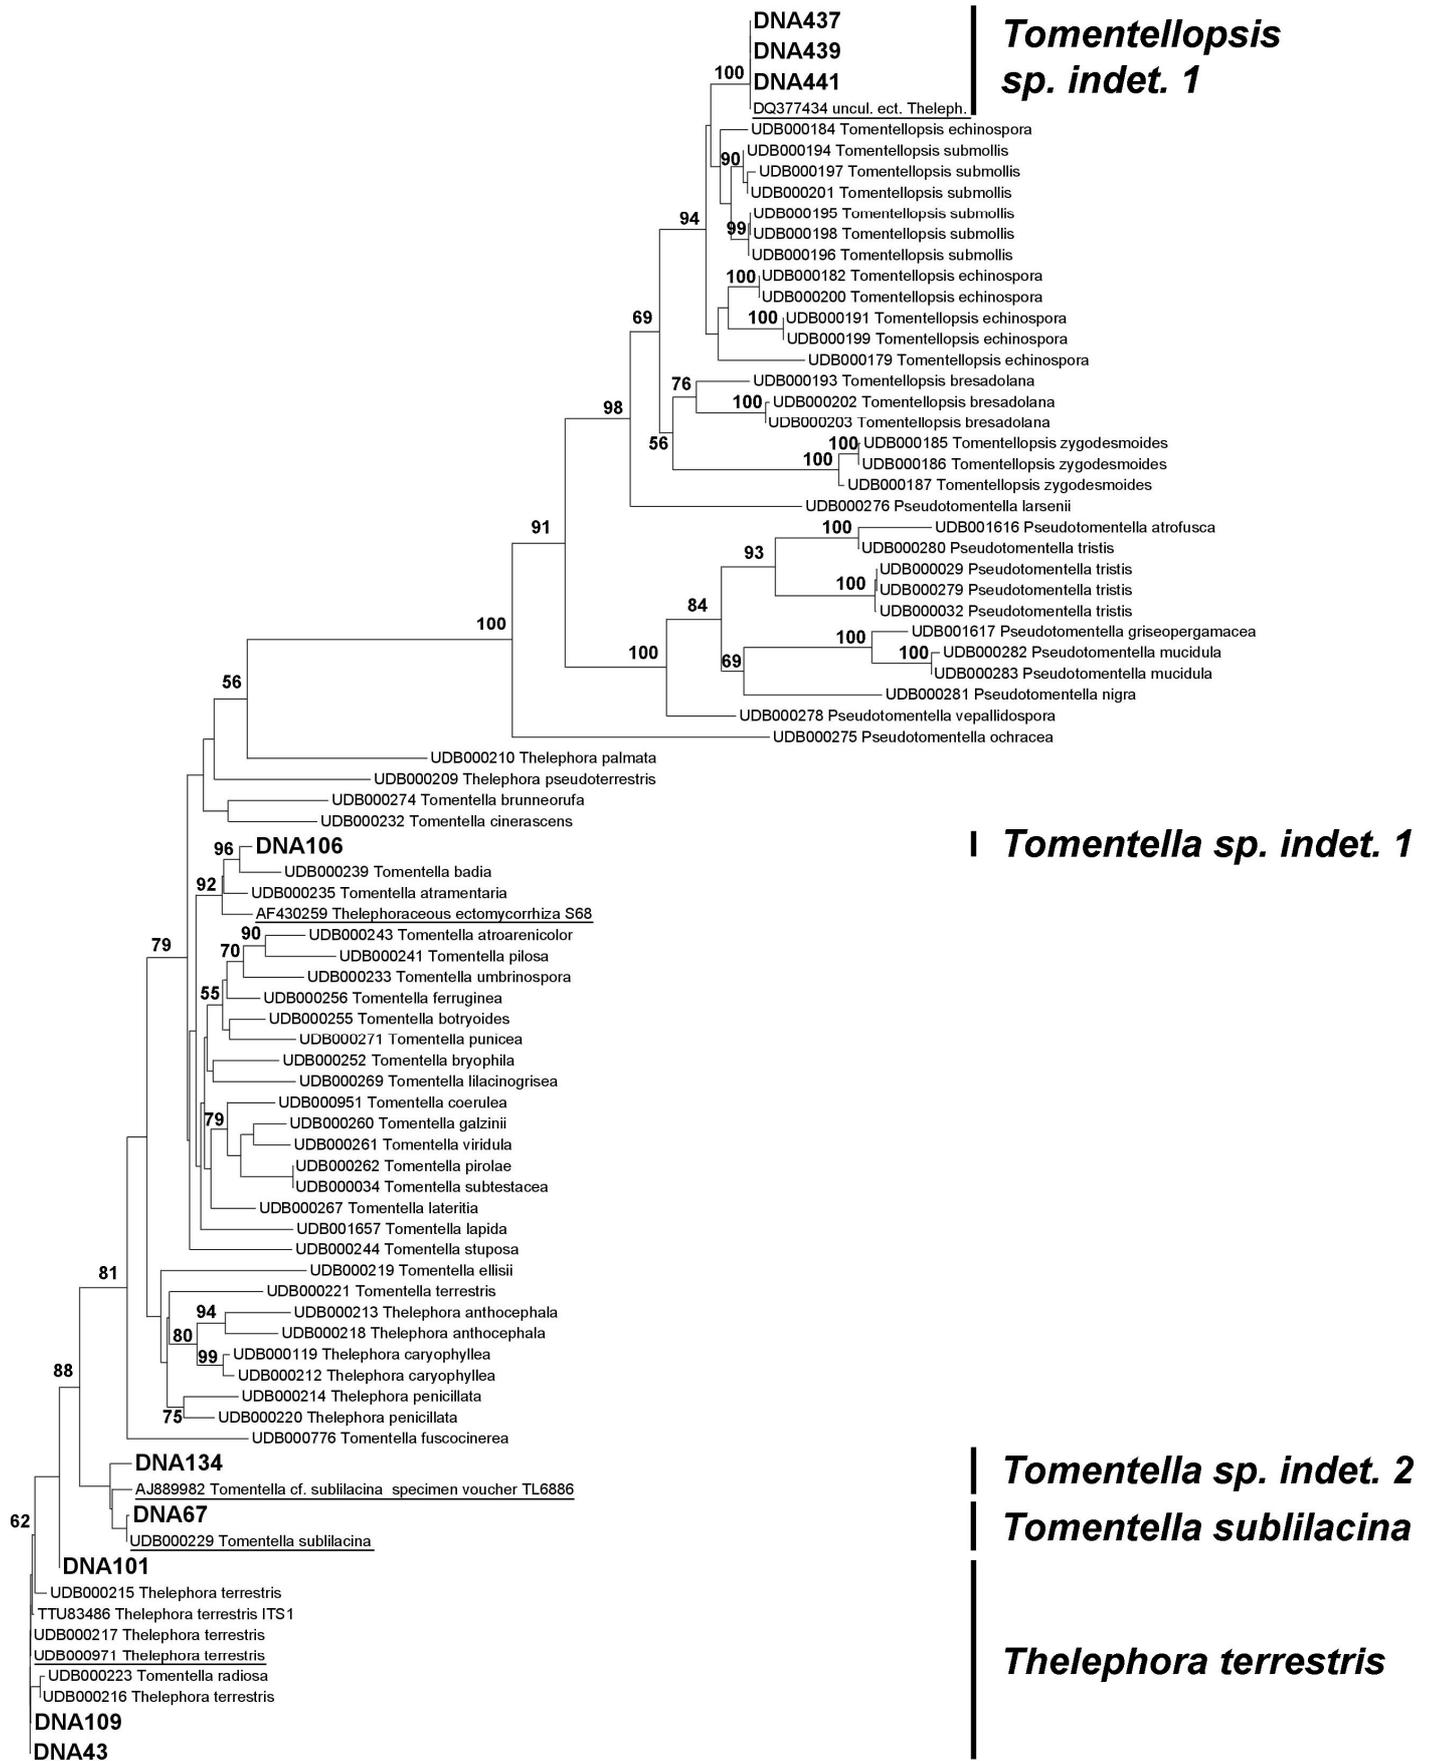 DNA437
Tomentellopsis
DNA439
sp. indet. 1
DNA441
100
DQ377434 uncul. ect. Theleph.
UDB000184 Tomentellopsis echinospora
UDB000194 Tomentellopsis submollis
90
UDB000197 Tomentellopsis submollis
UDB000201 Tomentellopsis submollis
UDB000195 Tomentellopsis submollis
94
99
UDB000198 Tomentellopsis submollis
UDB000196 Tomentellopsis submollis
100
UDB000182 Tomentellopsis echinospora
UDB000200 Tomentellopsis echinospora
69
100
UDB000191 Tomentellopsis echinospora
UDB000199 Tomentellopsis echinospora
UDB000179 Tomentellopsis echinospora
76
UDB000193 Tomentellopsis bresadolana
98
100
UDB000202 Tomentellopsis bresadolana
UDB000203 Tomentellopsis bresadolana
56
100
UDB000185 Tomentellopsis zygodesmoides
100
UDB000186 Tomentellopsis zygodesmoides
UDB000187 Tomentellopsis zygodesmoides
UDB000276 Pseudotomentella larsenii
91
100
UDB001616 Pseudotomentella atrofusca
93
UDB000280 Pseudotomentella tristis
UDB000029 Pseudotomentella tristis
100
UDB000279 Pseudotomentella tristis
84
UDB000032 Pseudotomentella tristis
100
100
UDB001617 Pseudotomentella griseopergamacea
100
69
100
UDB000282 Pseudotomentella mucidula
UDB000283 Pseudotomentella mucidula
56
UDB000281 Pseudotomentella nigra
UDB000278 Pseudotomentella vepallidospora
UDB000275 Pseudotomentella ochracea
UDB000210 Thelephora palmata
UDB000209 Thelephora pseudoterrestris
UDB000274 Tomentella brunneorufa
UDB000232 Tomentella cinerascens
96
DNA106
Tomentella sp. indet. 1
UDB000239 Tomentella badia
92
UDB000235 Tomentella atramentaria
AF430259 Thelephoraceous ectomycorrhiza S68
90
UDB000243 Tomentella atroarenicolor
79
70
UDB000241 Tomentella pilosa
UDB000233 Tomentella umbrinospora
55
UDB000256 Tomentella ferruginea
UDB000255 Tomentella botryoides
UDB000271 Tomentella punicea
UDB000252 Tomentella bryophila
UDB000269 Tomentella lilacinogrisea
UDB000951 Tomentella coerulea
79
UDB000260 Tomentella galzinii
UDB000261 Tomentella viridula
UDB000262 Tomentella pirolae
UDB000034 Tomentella subtestacea
UDB000267 Tomentella lateritia
UDB001657 Tomentella lapida
UDB000244 Tomentella stuposa
81
UDB000219 Tomentella ellisii
UDB000221 Tomentella terrestris
94
UDB000213 Thelephora anthocephala
80
UDB000218 Thelephora anthocephala
99
UDB000119 Thelephora caryophyllea
88
UDB000212 Thelephora caryophyllea
UDB000214 Thelephora penicillata
75
UDB000220 Thelephora penicillata
UDB000776 Tomentella fuscocinerea
DNA134
Tomentella sp. indet. 2
AJ889982 Tomentella cf. sublilacina specimen voucher TL6886
62
DNA67
Tomentella sublilacina
UDB000229 Tomentella sublilacina
DNA101
UDB000215 Thelephora terrestris
TTU83486 Thelephora terrestris ITS1
UDB000217 Thelephora terrestris
UDB000971 Thelephora terrestris
Thelephora terrestris
UDB000223 Tomentella radiosa
UDB000216 Thelephora terrestris
DNA109
DNA43